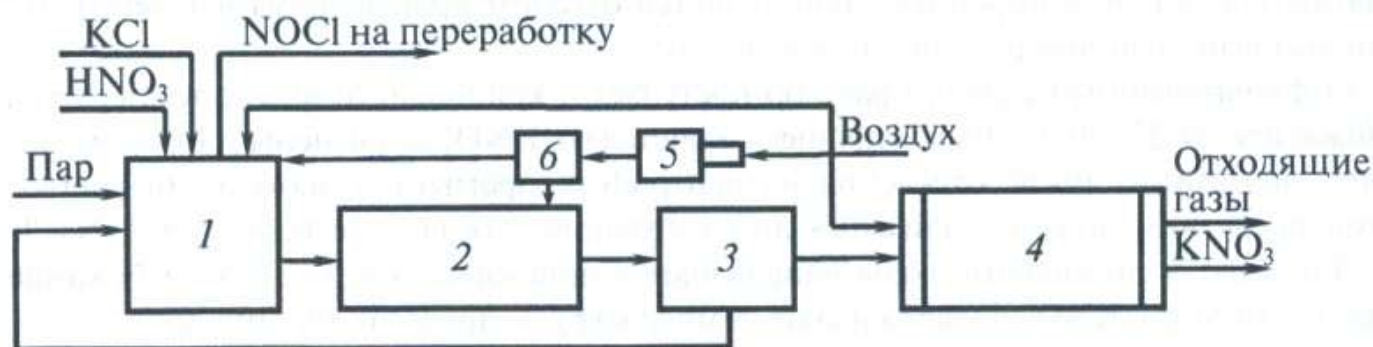 KCl
NOCl на переработку
HNO₃
Воздух
Пар
6
5
Отходящие
газы
KNO₃
1
2
3
4